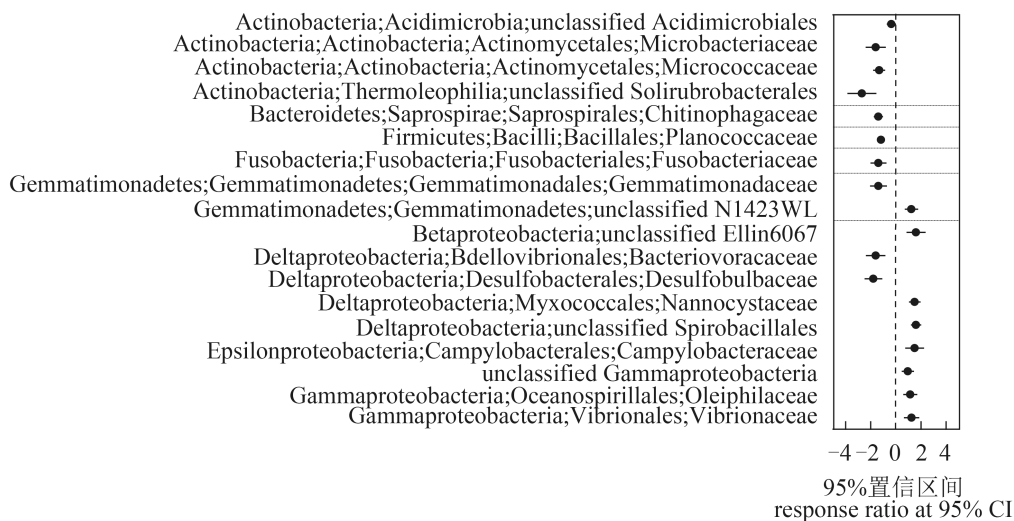 Actinobacteria;Acidimicrobia;unclassified Acidimicrobiales
Actinobacteria;Actinobacteria;Actinomycetales;Microbacteriaceae
Actinobacteria;Actinobacteria;Actinomycetales;Micrococcaceae
Actinobacteria;Thermoleophilia;unclassified Solirubrobacterales
Bacteroidetes;Saprospirae;Saprospirales;Chitinophagaceae
Firmicutes;Bacilli;Bacillales;Planococcaceae
Fusobacteria;Fusobacteria;Fusobacteriales;Fusobacteriaceae
Gemmatimonadetes;Gemmatimonadetes;Gemmatimonadales;Gemmatimonadaceae
Gemmatimonadetes;Gemmatimonadetes;unclassified N1423WL
Betaproteobacteria;unclassified Ellin6067
Deltaproteobacteria;Bdellovibrionales;Bacteriovoracaceae
Deltaproteobacteria;Desulfobacterales;Desulfobulbaceae
Deltaproteobacteria;Myxococcales;Nannocystaceae
Deltaproteobacteria;unclassified Spirobacillales
Epsilonproteobacteria;Campylobacterales;Campylobacteraceae
unclassified Gammaproteobacteria
Gammaproteobacteria;Oceanospirillales;Oleiphilaceae
Gammaproteobacteria;Vibrionales;Vibrionaceae
−4 −2 0 2 4
95%置信区间
response ratio at 95% CI